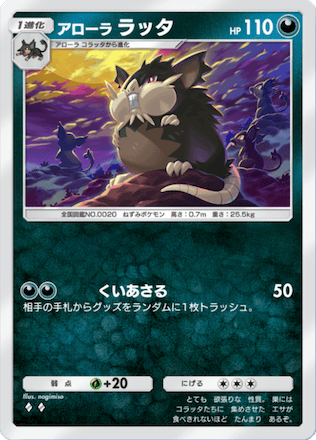 1進化
アローラ ラッタ
HP 110
アローラ コラッタから進化
全国図鑑NO.0020 ねずみポケモン 高さ:0.7m 重さ:25.5kg
くいあさる 50
相手の手札からグッズをランダムに1枚トラッシュ。
弱点 +20 にげる
Illus. nagimiso
とても 欲張りな 性質。巣には
コラッタたちに 集めさせた エサが
食べきれないほど たんまり あるぞ。